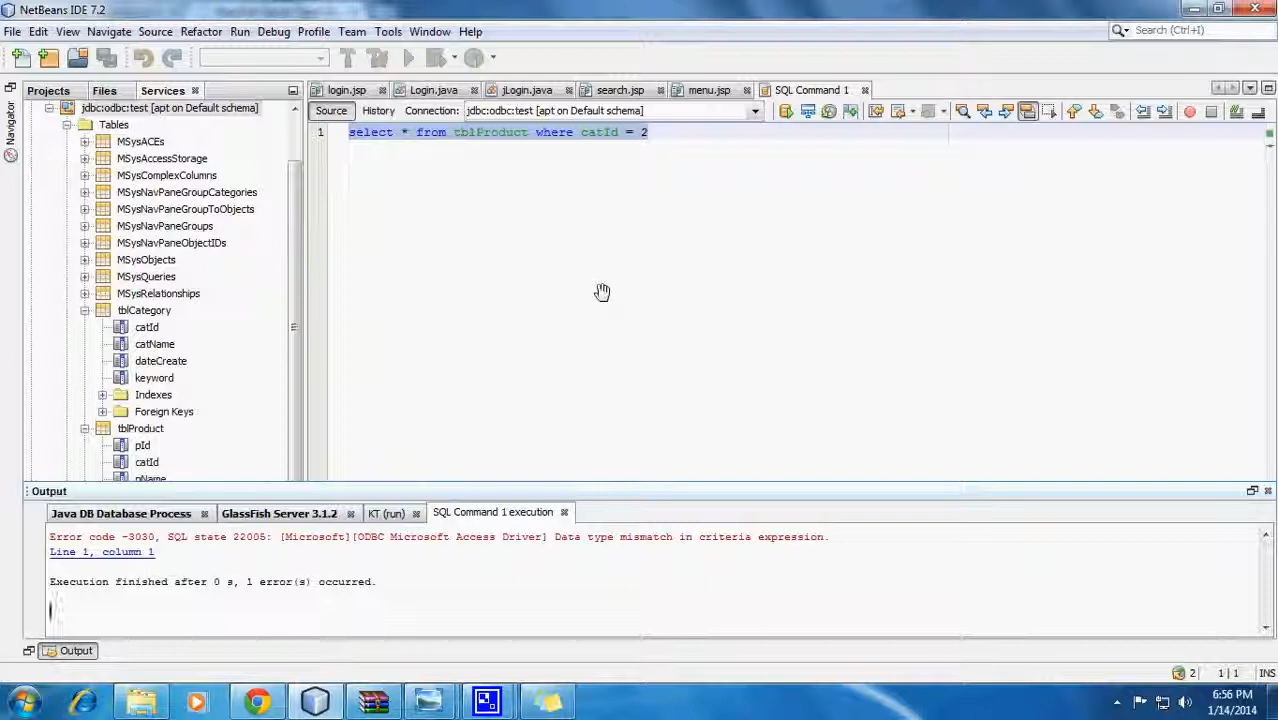 NetBeans IDE 7.2
File Edit View Navigate Source Refactor Run Debug Profile Team Tools Window Help
Search (Ctrl+I)
Projects Files Services
login.jsp Login.java jLogin.java search.jsp menu.jsp SQL Command 1
Navigator
jdbc:odbc:test [apt on Default schema]
Source History Connection: jdbc:odbc:test [apt on Default schema]
Tables
1 select * from tblProduct where catId = 2
MSysACEs
MSysAccessStorage
MSysComplexColumns
MSysNavPaneGroupCategories
MSysNavPaneGroupToObjects
MSysNavPaneGroups
MSysNavPaneObjectIDs
MSysObjects
MSysQueries
MSysRelationships
tblCategory
catId
catName
dateCreate
keyword
Indexes
Foreign Keys
tblProduct
pId
catId
pName
Output
Java DB Database Process GlassFish Server 3.1.2 KT (run) SQL Command 1 execution
Error code -3030, SQL state 22005: [Microsoft][ODBC Microsoft Access Driver] Data type mismatch in criteria expression.
Line 1, column 1
Execution finished after 0 s, 1 error(s) occurred.
Output
2 1|1 INS
6:56 PM
1/14/2014